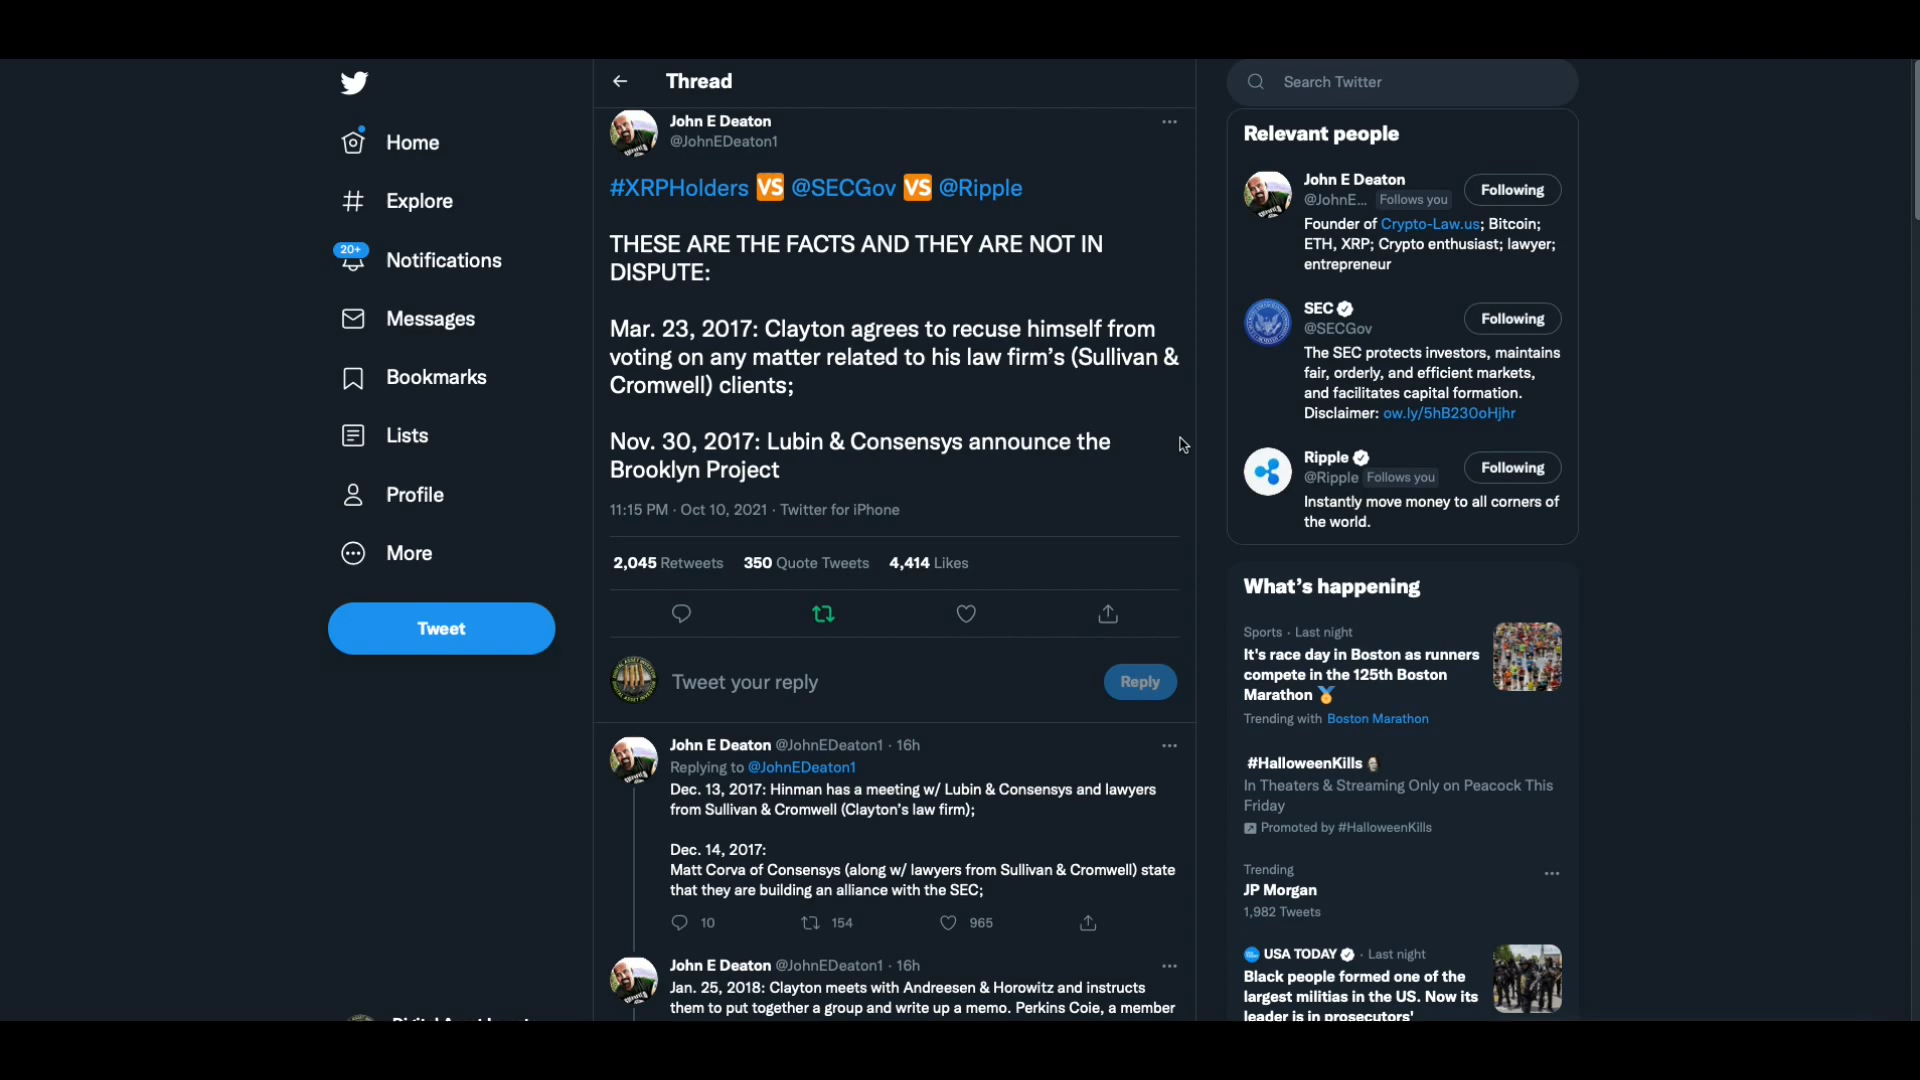 Home
Explore
20+
Notifications
Messages
Bookmarks
Lists
Profile
More
Tweet
Thread
John E Deaton
@JohnEDeaton1
#XRPHolders VS @SECGov VS @Ripple
THESE ARE THE FACTS AND THEY ARE NOT IN
DISPUTE:
Mar. 23, 2017: Clayton agrees to recuse himself from
voting on any matter related to his law firm’s (Sullivan &
Cromwell) clients;
Nov. 30, 2017: Lubin & Consensys announce the
Brooklyn Project
11:15 PM · Oct 10, 2021 · Twitter for iPhone
2,045 Retweets 350 Quote Tweets 4,414 Likes
Tweet your reply
Reply
John E Deaton @JohnEDeaton1 · 16h
Replying to @JohnEDeaton1
Dec. 13, 2017: Hinman has a meeting w/ Lubin & Consensys and lawyers
from Sullivan & Cromwell (Clayton’s law firm);
Dec. 14, 2017:
Matt Corva of Consensys (along w/ lawyers from Sullivan & Cromwell) state
that they are building an alliance with the SEC;
10 154 965
John E Deaton @JohnEDeaton1 · 16h
Jan. 25, 2018: Clayton meets with Andreesen & Horowitz and instructs
them to put together a group and write up a memo. Perkins Coie, a member
Search Twitter
Relevant people
John E Deaton
@JohnE... Follows you
Following
Founder of Crypto-Law.us; Bitcoin;
ETH, XRP; Crypto enthusiast; lawyer;
entrepreneur
SEC
@SECGov
Following
The SEC protects investors, maintains
fair, orderly, and efficient markets,
and facilitates capital formation.
Disclaimer: ow.ly/5hB230oHjhr
Ripple
@Ripple Follows you
Following
Instantly move money to all corners of
the world.
What’s happening
Sports · Last night
It's race day in Boston as runners
compete in the 125th Boston
Marathon
Trending with Boston Marathon
#HalloweenKills
In Theaters & Streaming Only on Peacock This
Friday
Promoted by #HalloweenKills
Trending
JP Morgan
1,982 Tweets
USA TODAY · Last night
Black people formed one of the
largest militias in the US. Now its
leader is in prosecutors'